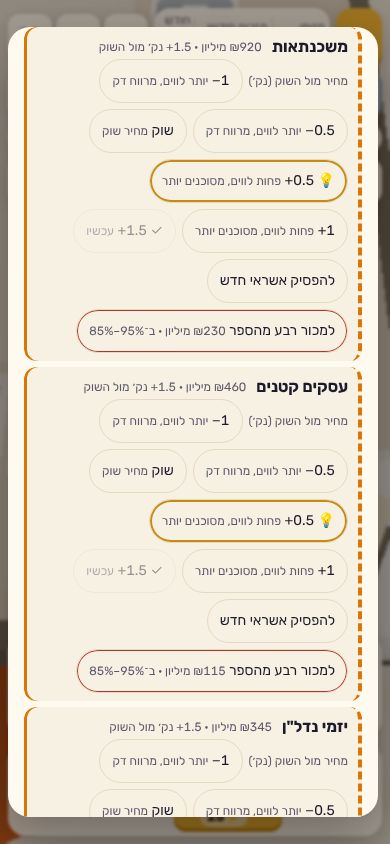 משכנתאות ₪920 מיליון · 1.5+ נק׳ מול השוק
מחיר מול השוק (נק׳) −1 יותר לווים, מרווח דק
−0.5 יותר לווים, מרווח דק שוק מחיר שוק
💡 +0.5 פחות לווים, מסוכנים יותר
+1 פחות לווים, מסוכנים יותר ✓ +1.5 עכשיו
להפסיק אשראי חדש
למכור רבע מהספר ₪230 מיליון · ב־95%–85%
עסקים קטנים ₪460 מיליון · 1.5+ נק׳ מול השוק
מחיר מול השוק (נק׳) −1 יותר לווים, מרווח דק
−0.5 יותר לווים, מרווח דק שוק מחיר שוק
💡 +0.5 פחות לווים, מסוכנים יותר
+1 פחות לווים, מסוכנים יותר ✓ +1.5 עכשיו
להפסיק אשראי חדש
למכור רבע מהספר ₪115 מיליון · ב־95%–85%
יזמי נדל"ן ₪345 מיליון · 1.5+ נק׳ מול השוק
מחיר מול השוק (נק׳) −1 יותר לווים, מרווח דק
−0.5 יותר לווים, מרווח דק שוק מחיר שוק